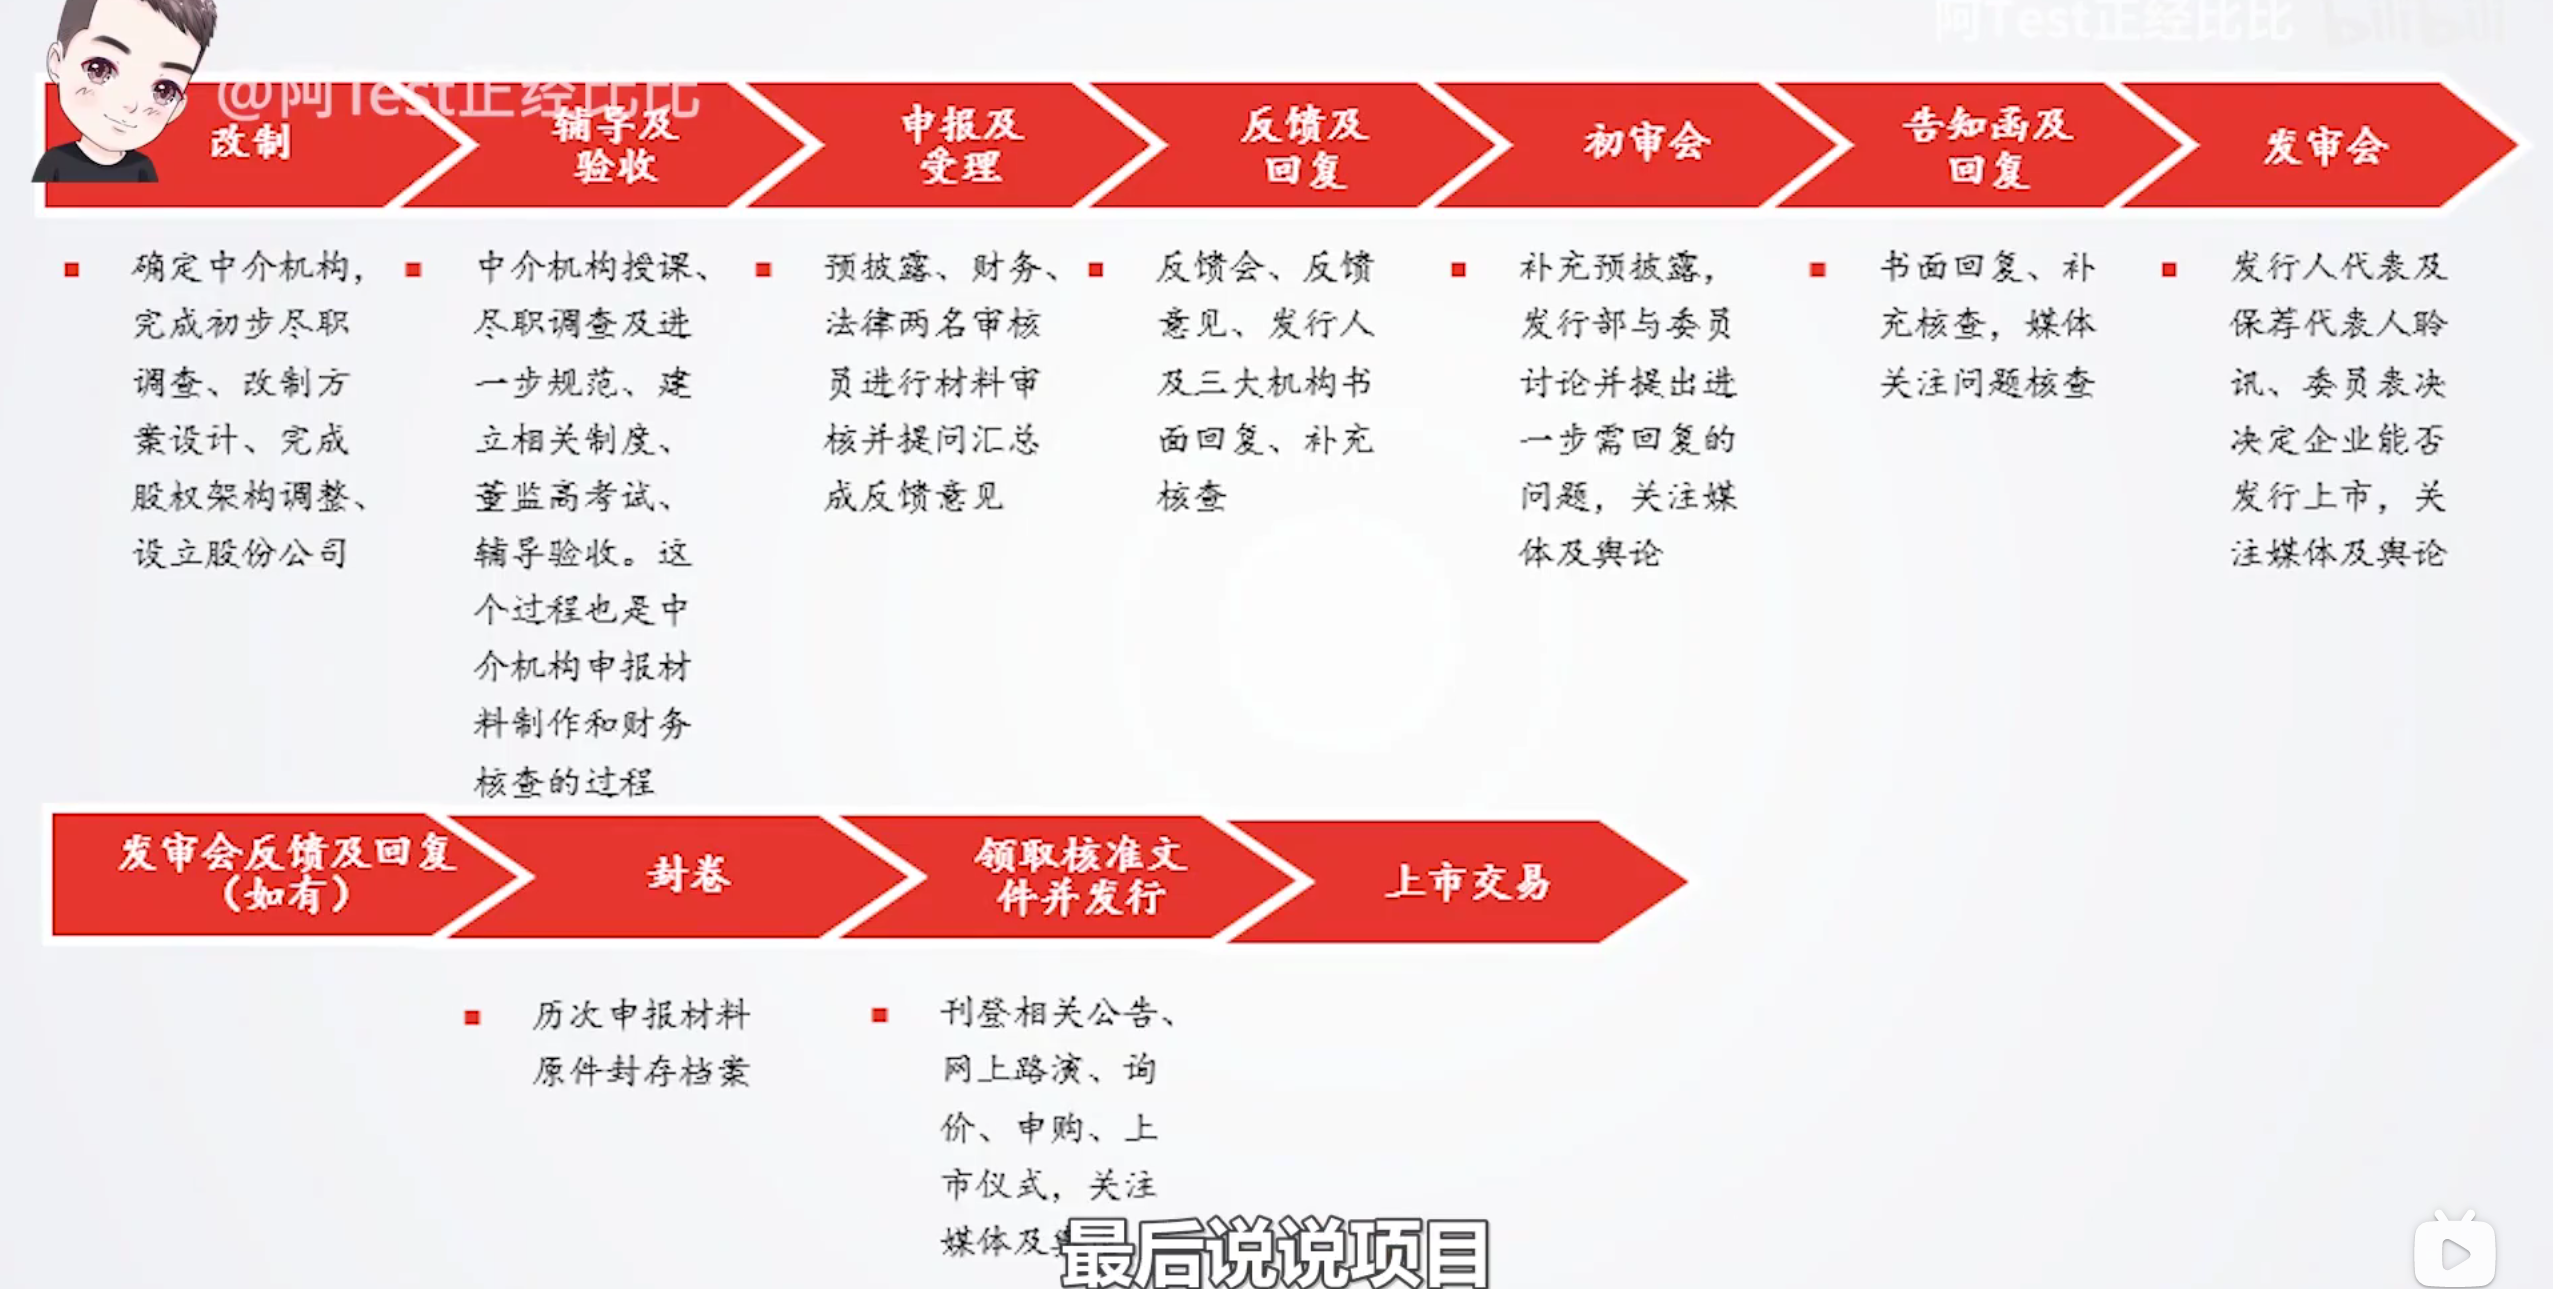 阿Test正经比比 bilibili
@阿Test正经比比
改制
辅导及
验收
申报及
受理
反馈及
回复
初审会
告知函及
回复
发审会
确定中介机构，
完成初步尽职
调查、改制方
案设计、完成
股权架构调整、
设立股份公司
中介机构授课、
尽职调查及进
一步规范、建
立相关制度、
董监高考试、
辅导验收。这
个过程也是中
介机构申报材
料制作和财务
核查的过程
预披露、财务、
法律两名审核
员进行材料审
核并提问汇总
成反馈意见
反馈会、反馈
意见、发行人
及三大机构书
面回复、补充
核查
补充预披露，
发行部与委员
讨论并提出进
一步需回复的
问题，关注媒
体及舆论
书面回复、补
充核查，媒体
关注问题核查
发行人代表及
保荐代表人聆
讯、委员表决
决定企业能否
发行上市，关
注媒体及舆论
发审会反馈及回复
（如有）
封卷
领取核准文
件并发行
上市交易
历次申报材料
原件封存档案
刊登相关公告、
网上路演、询
价、申购、上
市仪式，关注
媒体及
最后说说项目